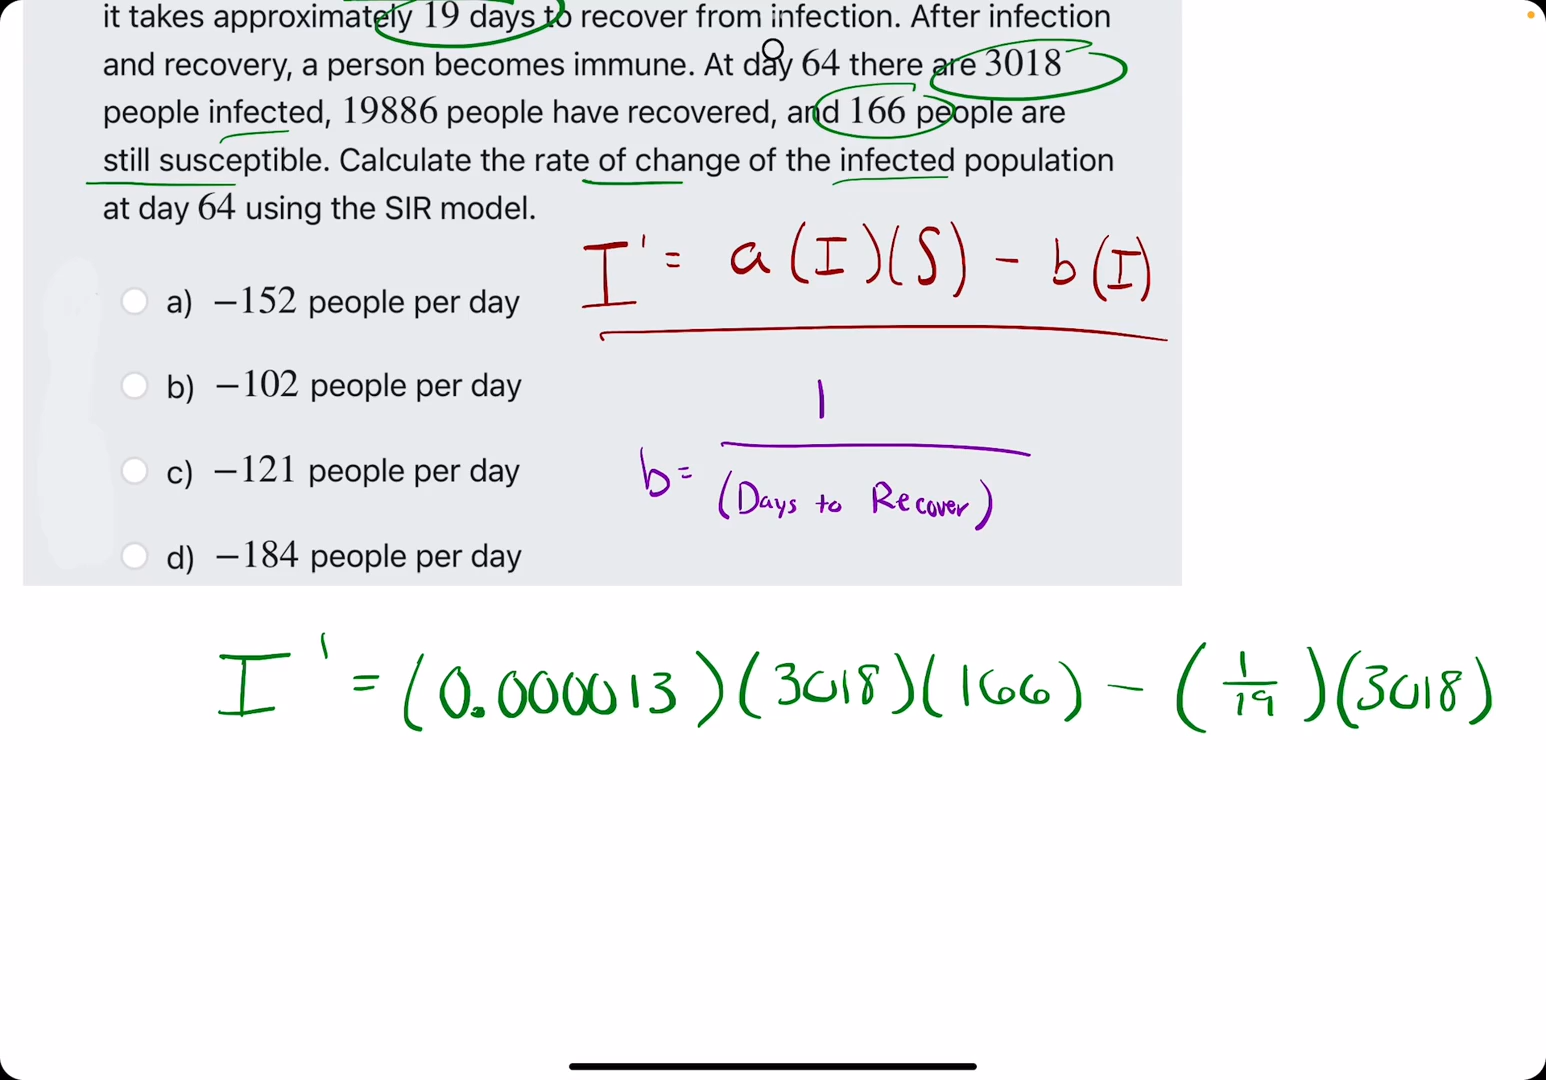 it takes approximately 19 days to recover from infection. After infection
and recovery, a person becomes immune. At day 64 there are 3018
people infected, 19886 people have recovered, and 166 people are
still susceptible. Calculate the rate of change of the infected population
at day 64 using the SIR model.
I' = a (I)(S) - b (I)
a) −152 people per day
b) −102 people per day
c) −121 people per day
d) −184 people per day
b = 1/(Days to Recover)
I' = (0.000013)(3018)(166) - (1/19)(3018)